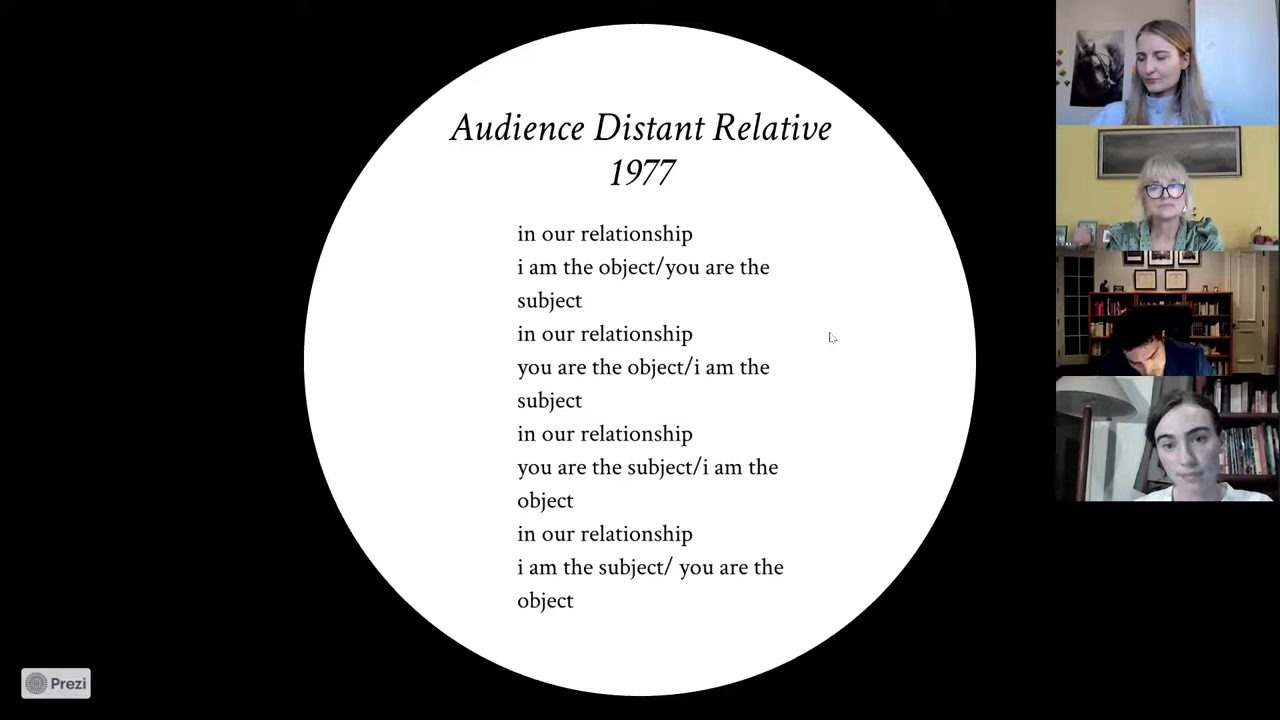 Audience Distant Relative
1977
in our relationship
i am the object/you are the
subject
in our relationship
you are the object/i am the
subject
in our relationship
you are the subject/i am the
object
in our relationship
i am the subject/ you are the
object
Prezi